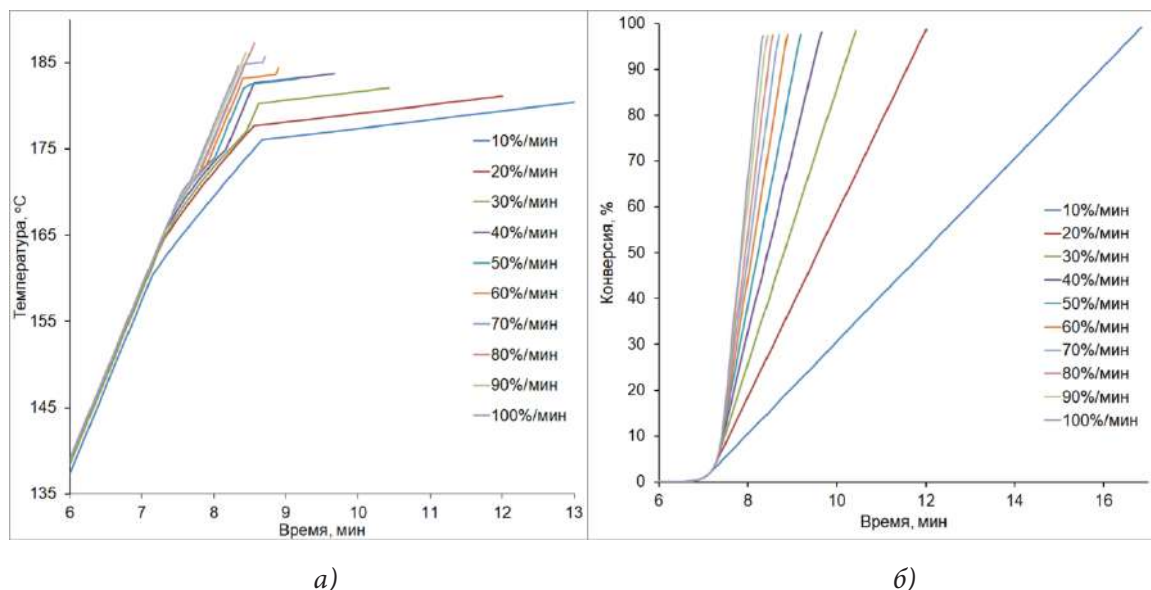 185
175
165
155
145
135
Температура, ºС
6 7 8 9 10 11 12 13
Время, мин
10%/мин
20%/мин
30%/мин
40%/мин
50%/мин
60%/мин
70%/мин
80%/мин
90%/мин
100%/мин
а)
100
90
80
70
60
50
40
30
20
10
0
Конверсия, %
6 8 10 12 14 16
Время, мин
10%/мин
20%/мин
30%/мин
40%/мин
50%/мин
60%/мин
70%/мин
80%/мин
90%/мин
100%/мин
б)